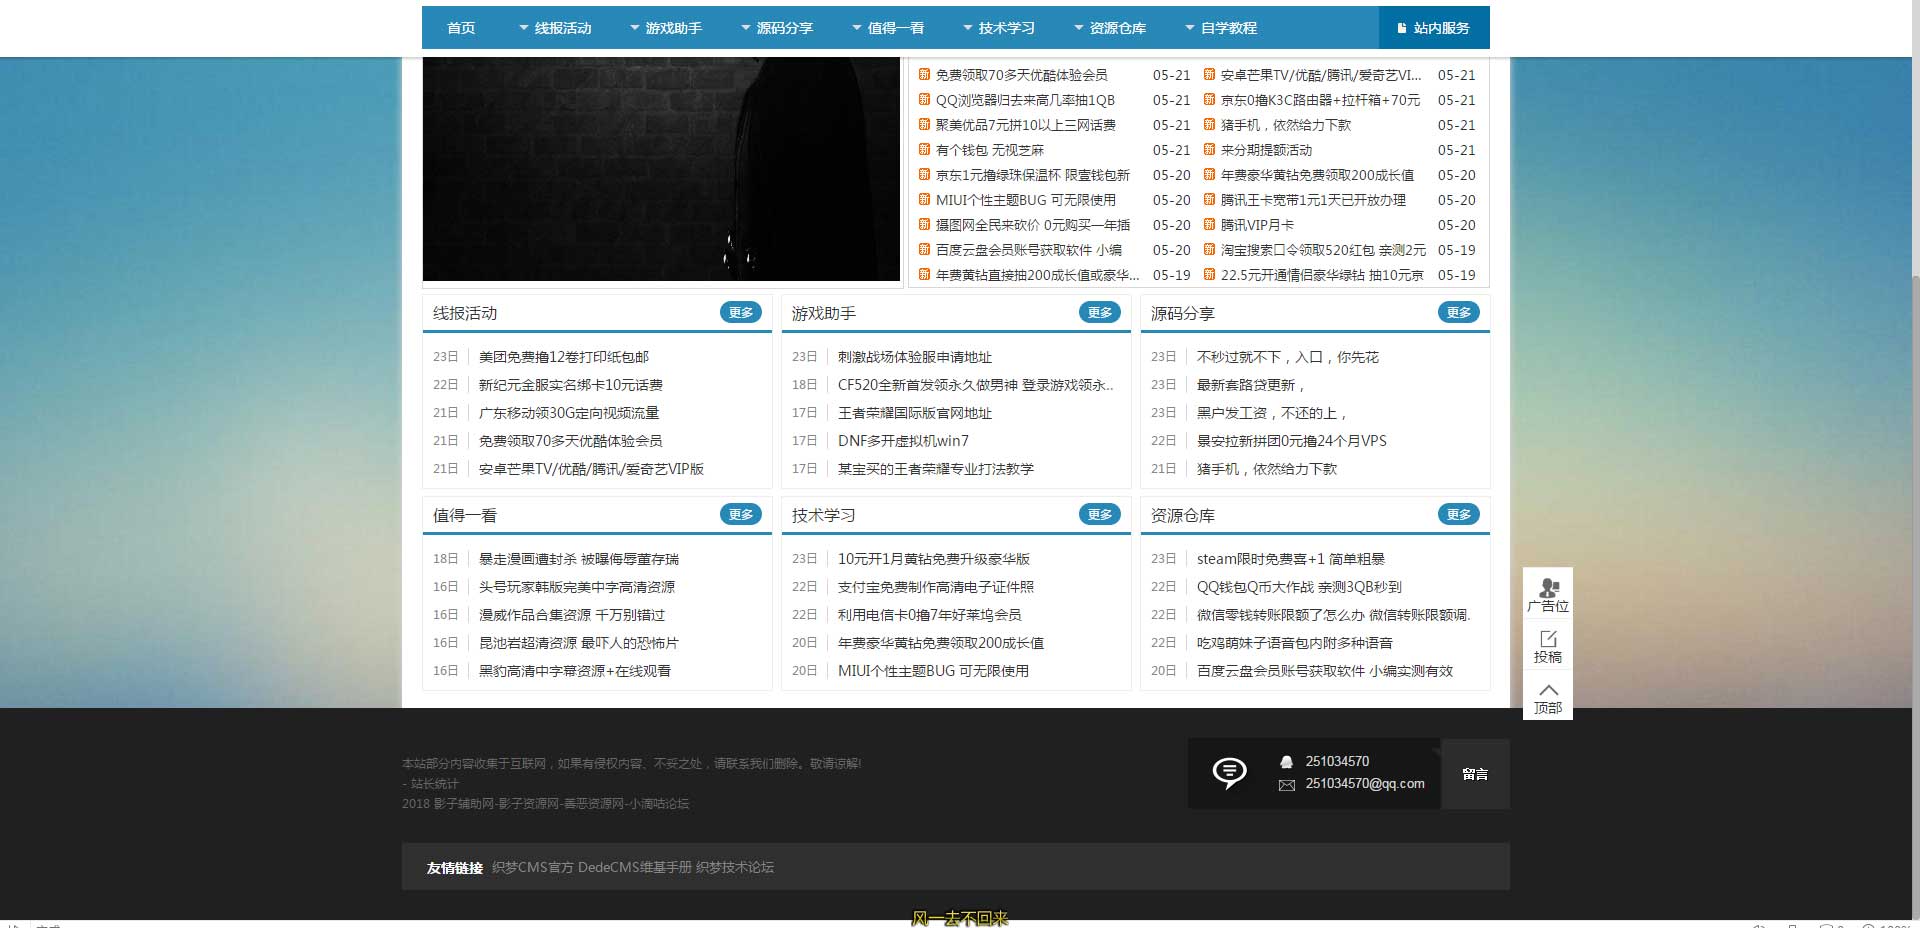 首页 线报活动 游戏助手 源码分享 值得一看 技术学习 资源仓库 自学教程 站内服务
新 免费领取70多天优酷体验会员 05-21
新 QQ浏览器归去来高几率抽1QB 05-21
新 聚美优品7元拼10以上三网话费 05-21
新 有个钱包 无视芝麻 05-21
新 京东1元撸绿珠保温杯 限壹钱包新 05-20
新 MIUI个性主题BUG 可无限使用 05-20
新 摄图网全民来砍价 0元购买一年插 05-20
新 百度云盘会员账号获取软件 小编 05-20
新 年费黄钻直接抽200成长值或豪华... 05-19
新 安卓芒果TV/优酷/腾讯/爱奇艺VI... 05-21
新 京东0撸K3C路由器+拉杆箱+70元 05-21
新 猪手机，依然给力下款 05-21
新 来分期提额活动 05-21
新 年费豪华黄钻免费领取200成长值 05-20
新 腾讯王卡宽带1元1天已开放办理 05-20
新 腾讯VIP月卡 05-20
新 淘宝搜索口令领取520红包 亲测2元 05-19
新 22.5元开通情侣豪华绿钻 抽10元京 05-19
线报活动 更多
23日 美团免费撸12卷打印纸包邮
22日 新纪元金服实名绑卡10元话费
21日 广东移动领30G定向视频流量
21日 免费领取70多天优酷体验会员
21日 安卓芒果TV/优酷/腾讯/爱奇艺VIP版
游戏助手 更多
23日 刺激战场体验服申请地址
18日 CF520全新首发领永久做男神 登录游戏领永..
17日 王者荣耀国际版官网地址
17日 DNF多开虚拟机win7
17日 某宝买的王者荣耀专业打法教学
源码分享 更多
23日 不秒过就不下，入口，你先花
23日 最新套路贷更新，
23日 黑户发工资，不还的上，
22日 景安拉新拼团0元撸24个月VPS
21日 猪手机，依然给力下款
值得一看 更多
18日 暴走漫画遭封杀 被曝侮辱董存瑞
16日 头号玩家韩版完美中字高清资源
16日 漫威作品合集资源 千万别错过
16日 昆池岩超清资源 最吓人的恐怖片
16日 黑豹高清中字幕资源+在线观看
技术学习 更多
23日 10元开1月黄钻免费升级豪华版
22日 支付宝免费制作高清电子证件照
22日 利用电信卡0撸7年好莱坞会员
20日 年费豪华黄钻免费领取200成长值
20日 MIUI个性主题BUG 可无限使用
资源仓库 更多
23日 steam限时免费喜+1 简单粗暴
22日 QQ钱包Q币大作战 亲测3QB秒到
22日 微信零钱转账限额了怎么办 微信转账限额调.
22日 吃鸡萌妹子语音包内附多种语音
20日 百度云盘会员账号获取软件 小编实测有效
广告位
投稿
顶部
本站部分内容收集于互联网，如果有侵权内容、不妥之处，请联系我们删除。敬请谅解!
- 站长统计
2018 影子辅助网-影子资源网-善恶资源网-小滴咕论坛
251034570
251034570@qq.com
留言
友情链接 织梦CMS官方 DedeCMS维基手册 织梦技术论坛
风一去不回来